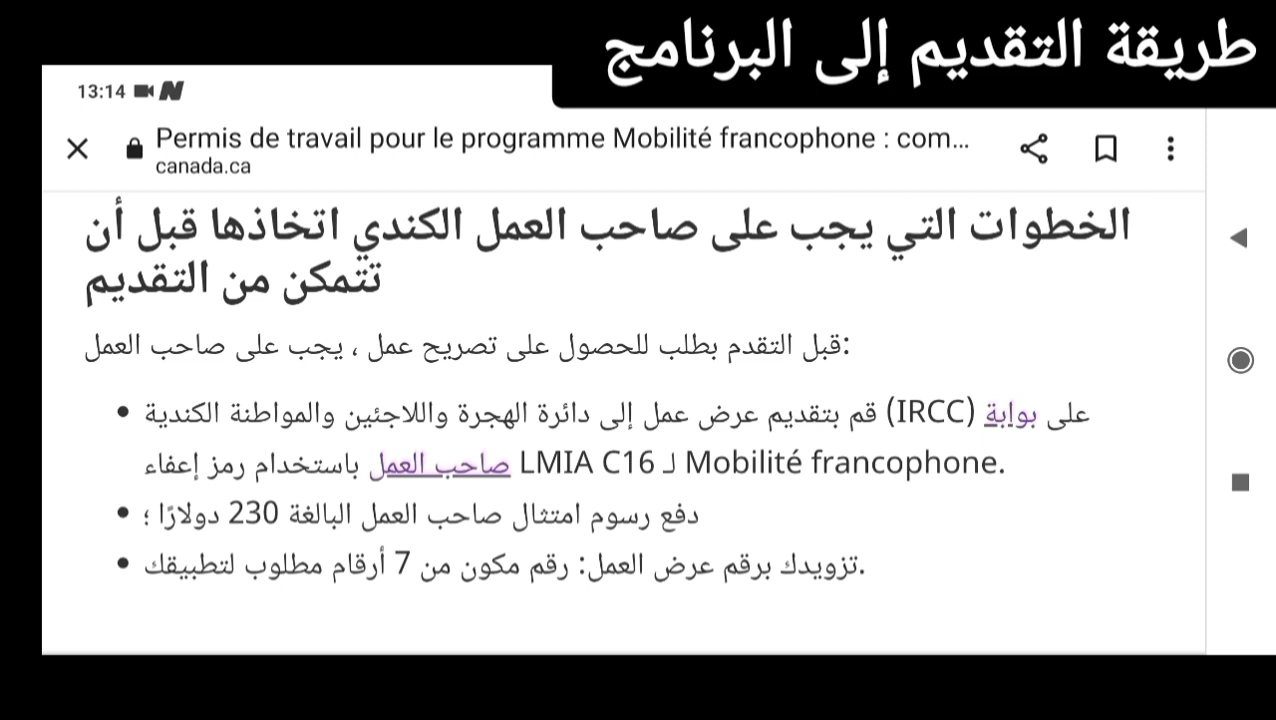 طريقة التقديم إلى البرنامج
13:14
Permis de travail pour le programme Mobilité francophone : com...
canada.ca
الخطوات التي يجب على صاحب العمل الكندي اتخاذها قبل أن
تتمكن من التقديم
قبل التقدم بطلب للحصول على تصريح عمل ، يجب على صاحب العمل:
• قم بتقديم عرض عمل إلى دائرة الهجرة واللاجئين والمواطنة الكندية (IRCC) على بوابة
صاحب العمل باستخدام رمز إعفاء LMIA C16 لـ Mobilité francophone.
• دفع رسوم امتثال صاحب العمل البالغة 230 دولارًا ؛
• تزويدك برقم عرض العمل: رقم مكون من 7 أرقام مطلوب لتطبيقك.